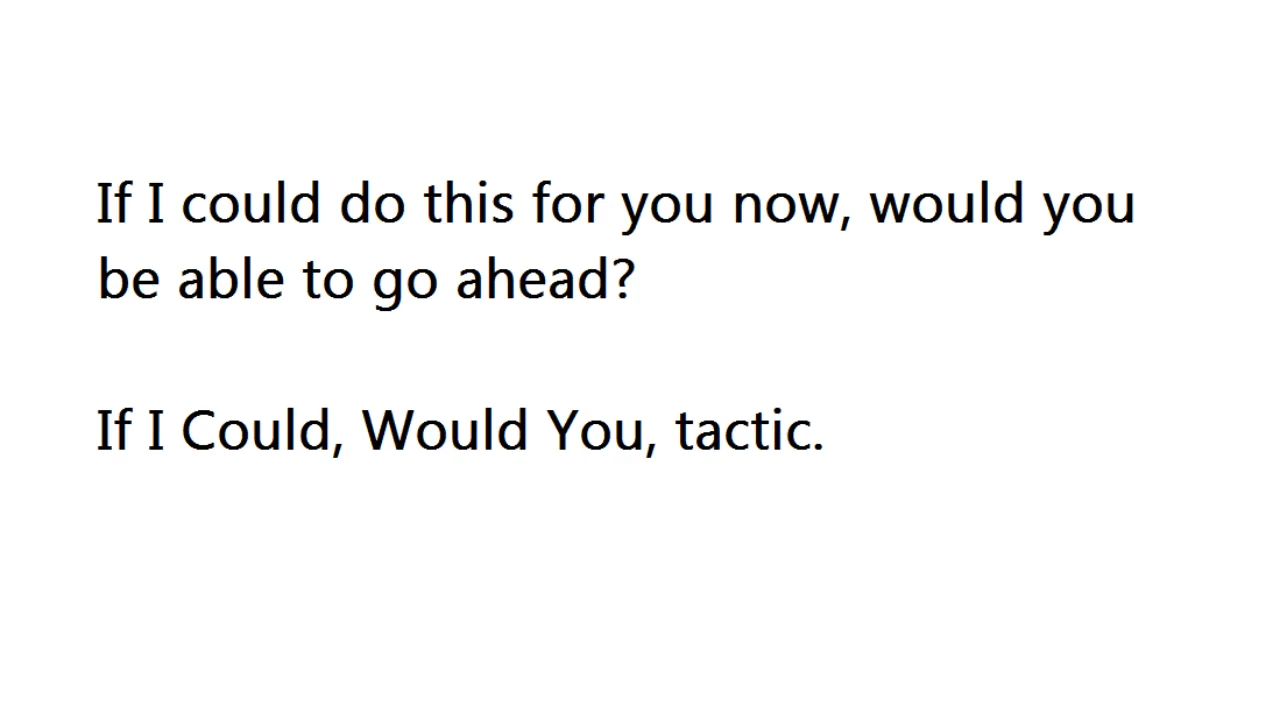 If I could do this for you now, would you
be able to go ahead?
If I Could, Would You, tactic.